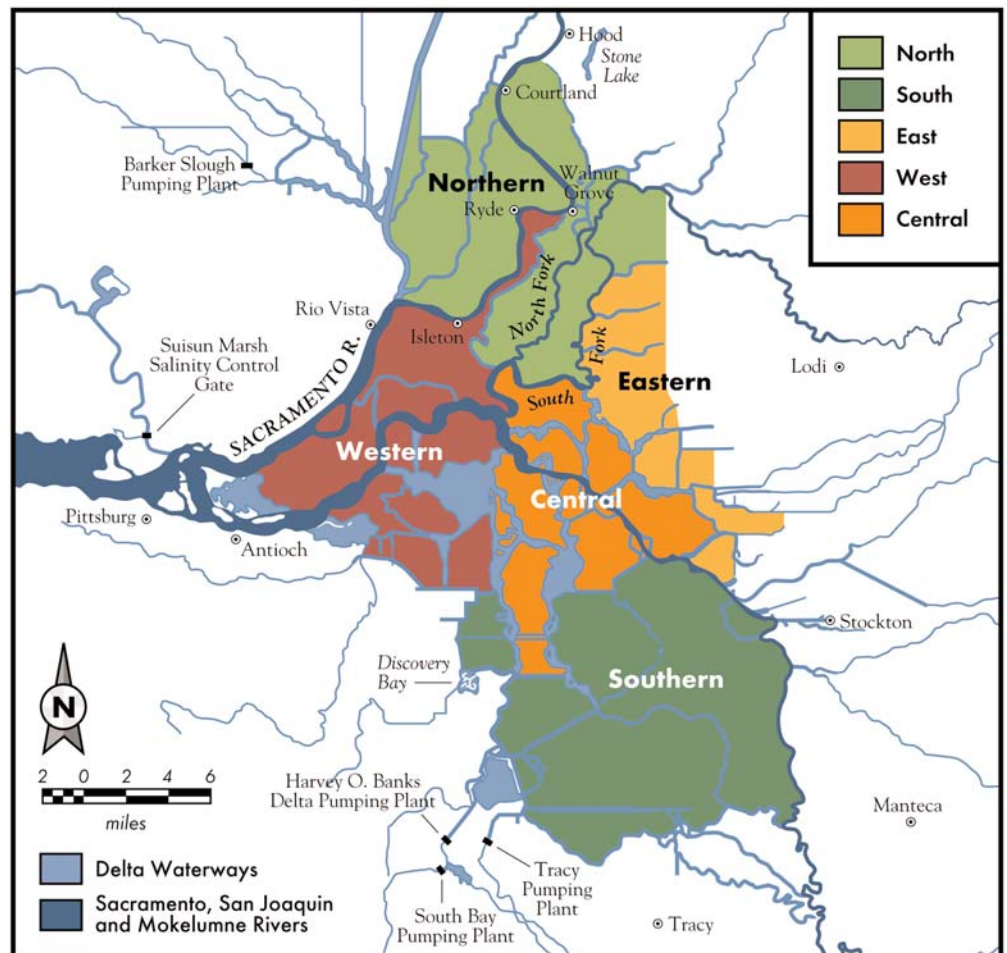 Hood
Stone
Lake
Courtland
North
South
East
West
Central
Barker Slough
Pumping Plant
Northern
Walnut
Grove
Ryde
North Fork
Rio Vista
Isleton
Fork
Suisun Marsh
Salinity Control
Gate
SACRAMENTO R.
Lodi
Eastern
South
Western
Central
Pittsburg
Antioch
Stockton
Discovery
Bay
Southern
N
2 0 2 4 6
miles
Harvey O. Banks
Delta Pumping Plant
Manteca
Tracy
Pumping
Plant
South Bay
Pumping Plant
Tracy
Delta Waterways
Sacramento, San Joaquin
and Mokelumne Rivers